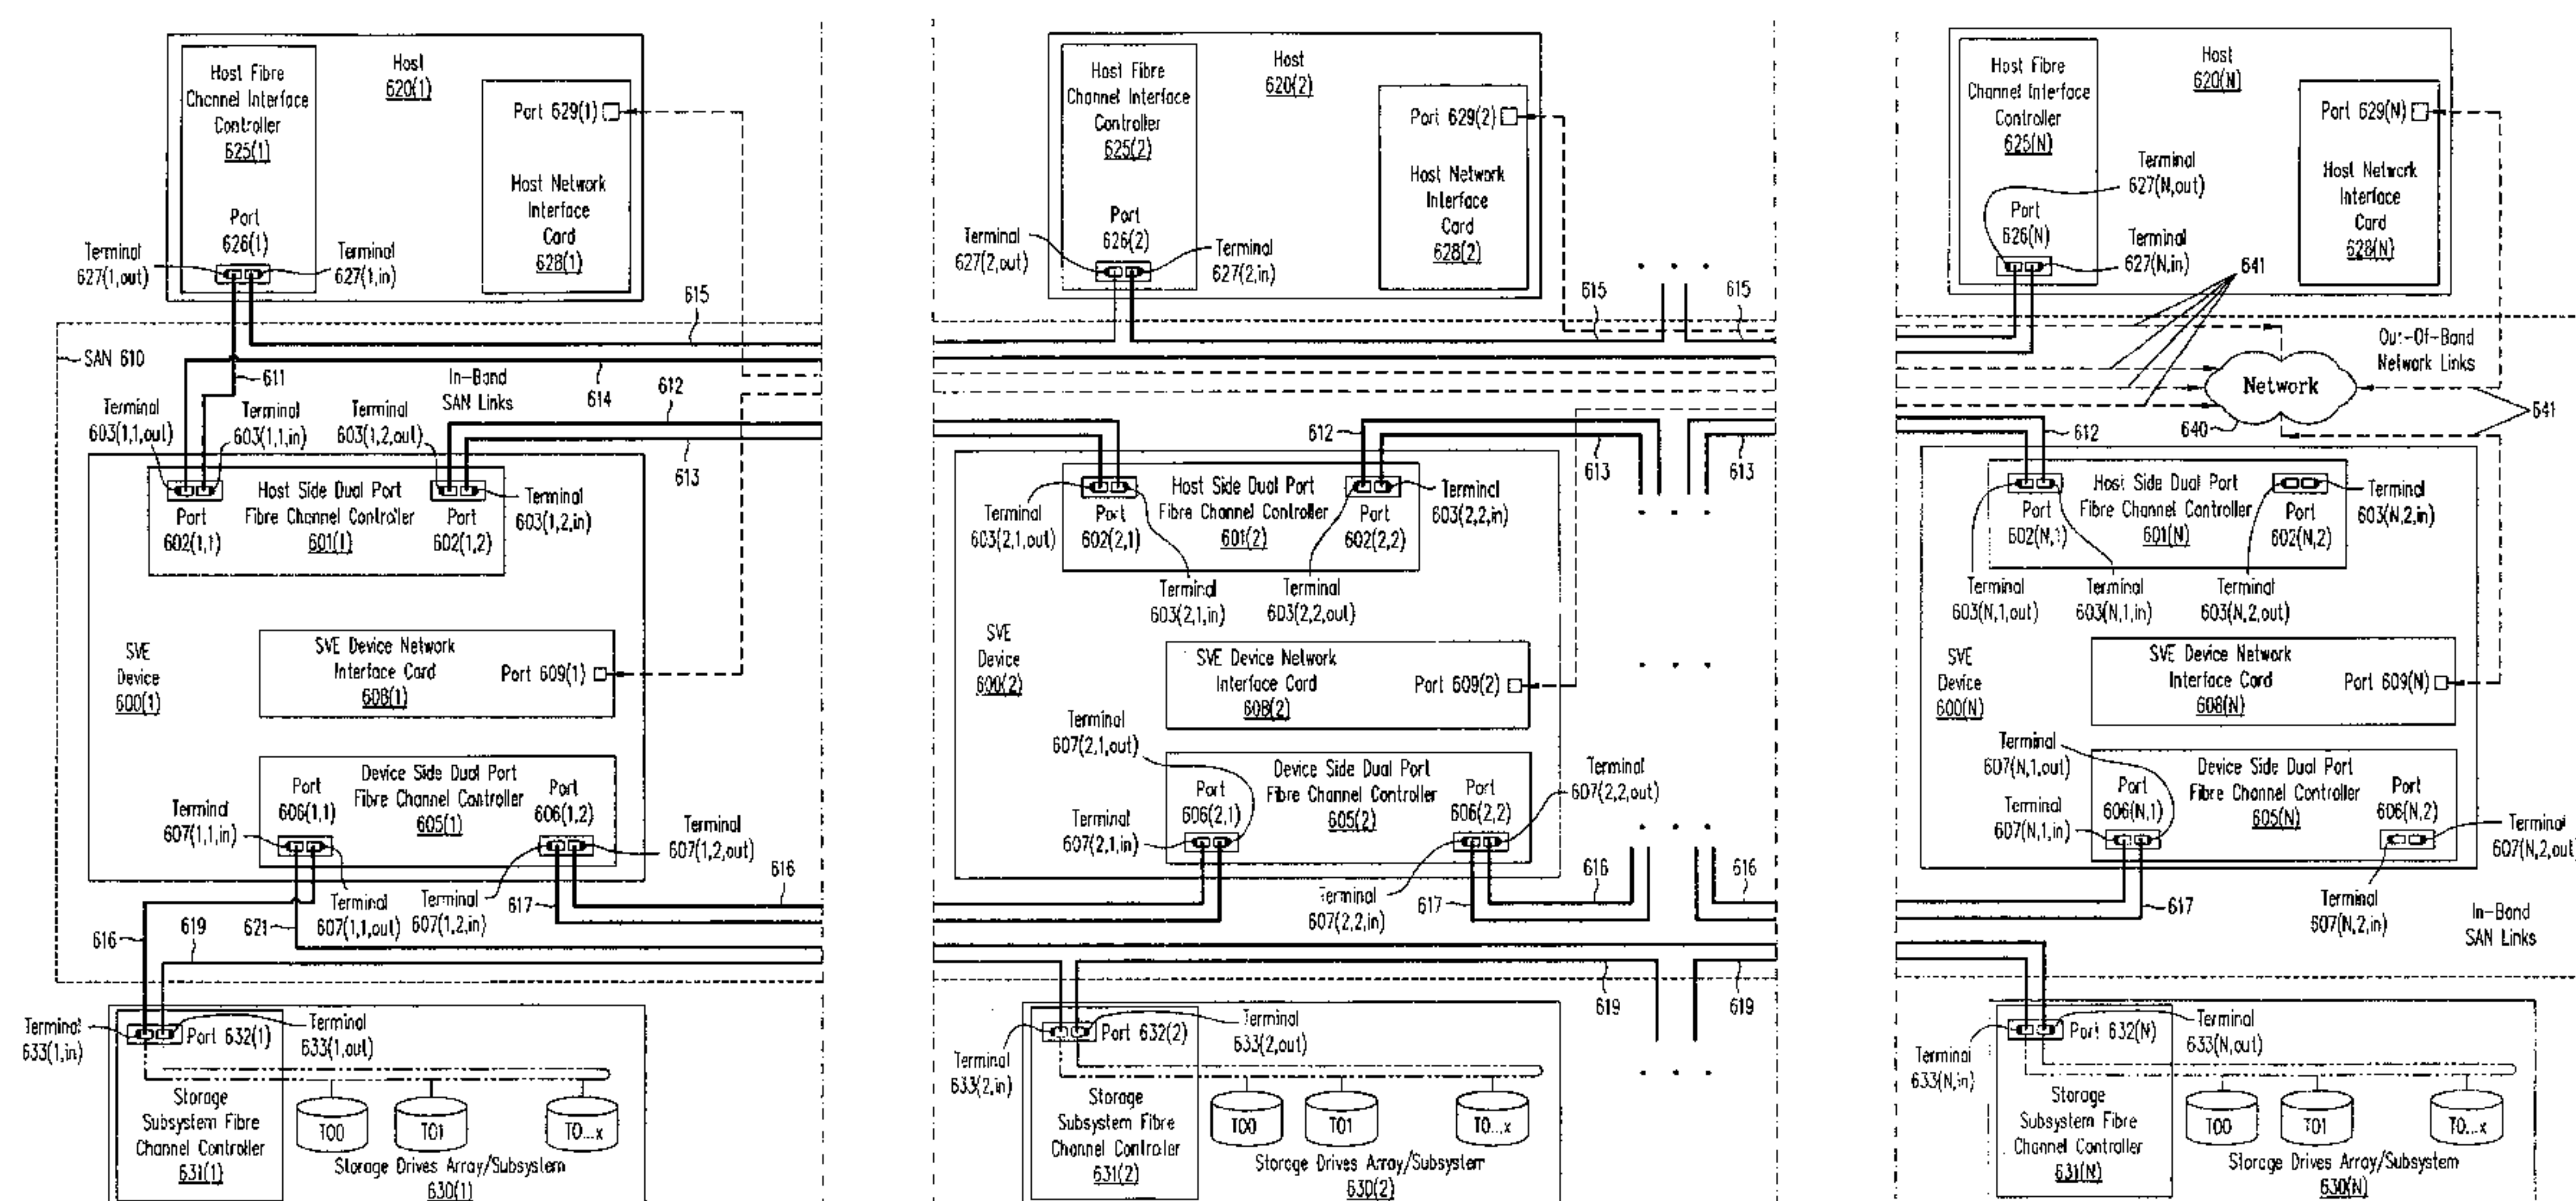 Host Fibre
Channel Interface
Controller
625(1)
Host
620(1)
Port 629(1)
Host Network
Interface
Card
628(1)
Port
626(1)
Terminal
627(1,out)
Terminal
627(1,in)
615
SAN 610
611
In-Band
SAN Links
614
612
613
Terminal
603(1,1,out)
Terminal
603(1,1,in)
Terminal
603(1,2,out)
Terminal
603(1,2,in)
Host Side Dual Port
Fibre Channel Controller
601(1)
Port
602(1,1)
Port
602(1,2)
SVE
Device
600(1)
SVE Device Network
Interface Card
608(1)
Port 609(1)
Device Side Dual Port
Fibre Channel Controller
605(1)
Port
606(1,1)
Port
606(1,2)
Terminal
607(1,1,in)
Terminal
607(1,2,out)
Terminal
607(1,1,out)
Terminal
607(1,2,in)
616
619
621
617
616
Terminal
633(1,in)
Port 632(1)
Terminal
633(1,out)
Storage
Subsystem Fibre
Channel Controller
631(1)
T00
T01
T0...x
Storage Drives Array/Subsystem
630(1)
Host Fibre
Channel Interface
Controller
625(2)
Host
620(2)
Port 629(2)
Host Network
Interface
Card
628(2)
Port
626(2)
Terminal
627(2,out)
Terminal
627(2,in)
615
615
612
613
613
Terminal
603(2,1,out)
Host Side Dual Port
Fibre Channel Controller
601(2)
Port
602(2,1)
Port
602(2,2)
Terminal
603(2,2,in)
Terminal
603(2,1,in)
Terminal
603(2,2,out)
SVE
Device
600(2)
SVE Device Network
Interface Card
608(2)
Port 609(2)
Terminal
607(2,1,out)
Device Side Dual Port
Fibre Channel Controller
605(2)
Port
606(2,1)
Port
606(2,2)
Terminal
607(2,2,out)
Terminal
607(2,1,in)
Terminal
607(2,2,in)
617
616
616
619
619
Terminal
633(2,in)
Port 632(2)
Terminal
633(2,out)
Storage
Subsystem Fibre
Channel Controller
631(2)
T00
T01
T0...x
Storage Drives Array/Subsystem
630(2)
Host Fibre
Channel Interface
Controller
625(N)
Host
620(N)
Port 629(N)
Host Network
Interface
Card
628(N)
Terminal
627(N,out)
Port
626(N)
Terminal
627(N,in)
641
Out-Of-Band
Network Links
Network
640
641
612
Host Side Dual Port
Fibre Channel Controller
601(N)
Port
602(N,1)
Port
602(N,2)
Terminal
603(N,2,in)
Terminal
603(N,1,out)
Terminal
603(N,1,in)
Terminal
603(N,2,out)
SVE
Device
600(N)
SVE Device Network
Interface Card
608(N)
Port 609(N)
Terminal
607(N,1,out)
Device Side Dual Port
Fibre Channel Controller
605(N)
Port
606(N,1)
Port
606(N,2)
Terminal
607(N,1,in)
Terminal
607(N,2,out)
Terminal
607(N,2,in)
617
In-Band
SAN Links
Terminal
633(N,in)
Port 632(N)
Terminal
633(N,out)
Storage
Subsystem Fibre
Channel Controller
631(N)
T00
T01
T0...x
Storage Drives Array/Subsystem
630(N)